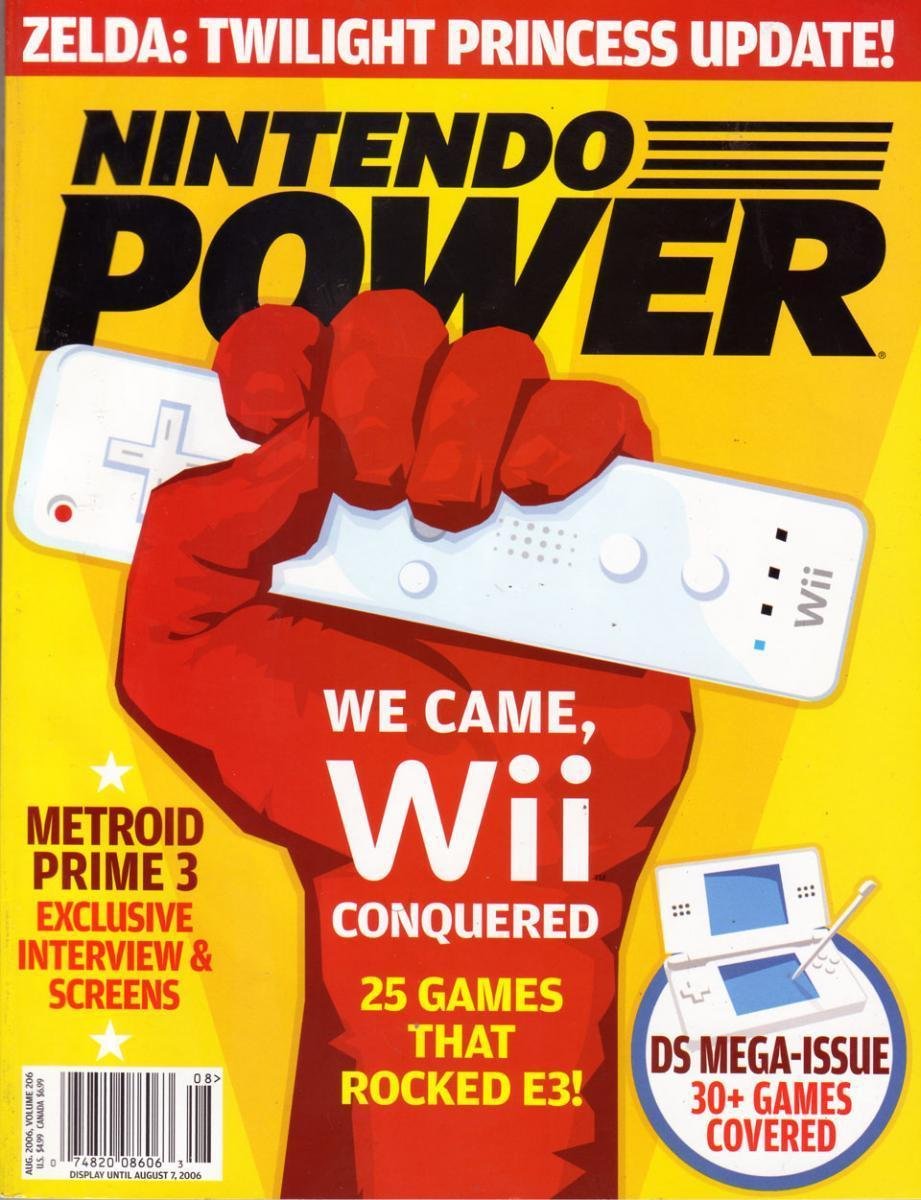 ZELDA: TWILIGHT PRINCESS UPDATE!
NINTENDO
POWER®
Wii
WE CAME,
Wii™
CONQUERED
25 GAMES
THAT
ROCKED E3!
METROID
PRIME 3
EXCLUSIVE
INTERVIEW &
SCREENS
DS MEGA-ISSUE
30+ GAMES
COVERED
AUG. 2006, VOLUME 206
U.S. $4.99 CANADA $6.99
08>
0 74820 08606 3
DISPLAY UNTIL AUGUST 7, 2006